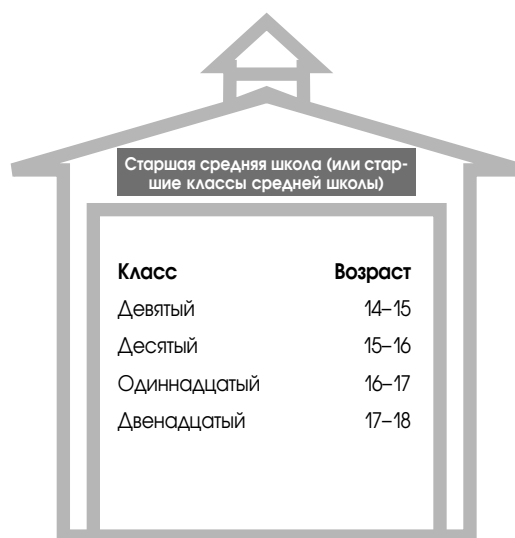 Старшая средняя школа (или стар-
шие классы средней школы)
Класс Возраст
Девятый 14–15
Десятый 15–16
Одиннадцатый 16–17
Двенадцатый 17–18